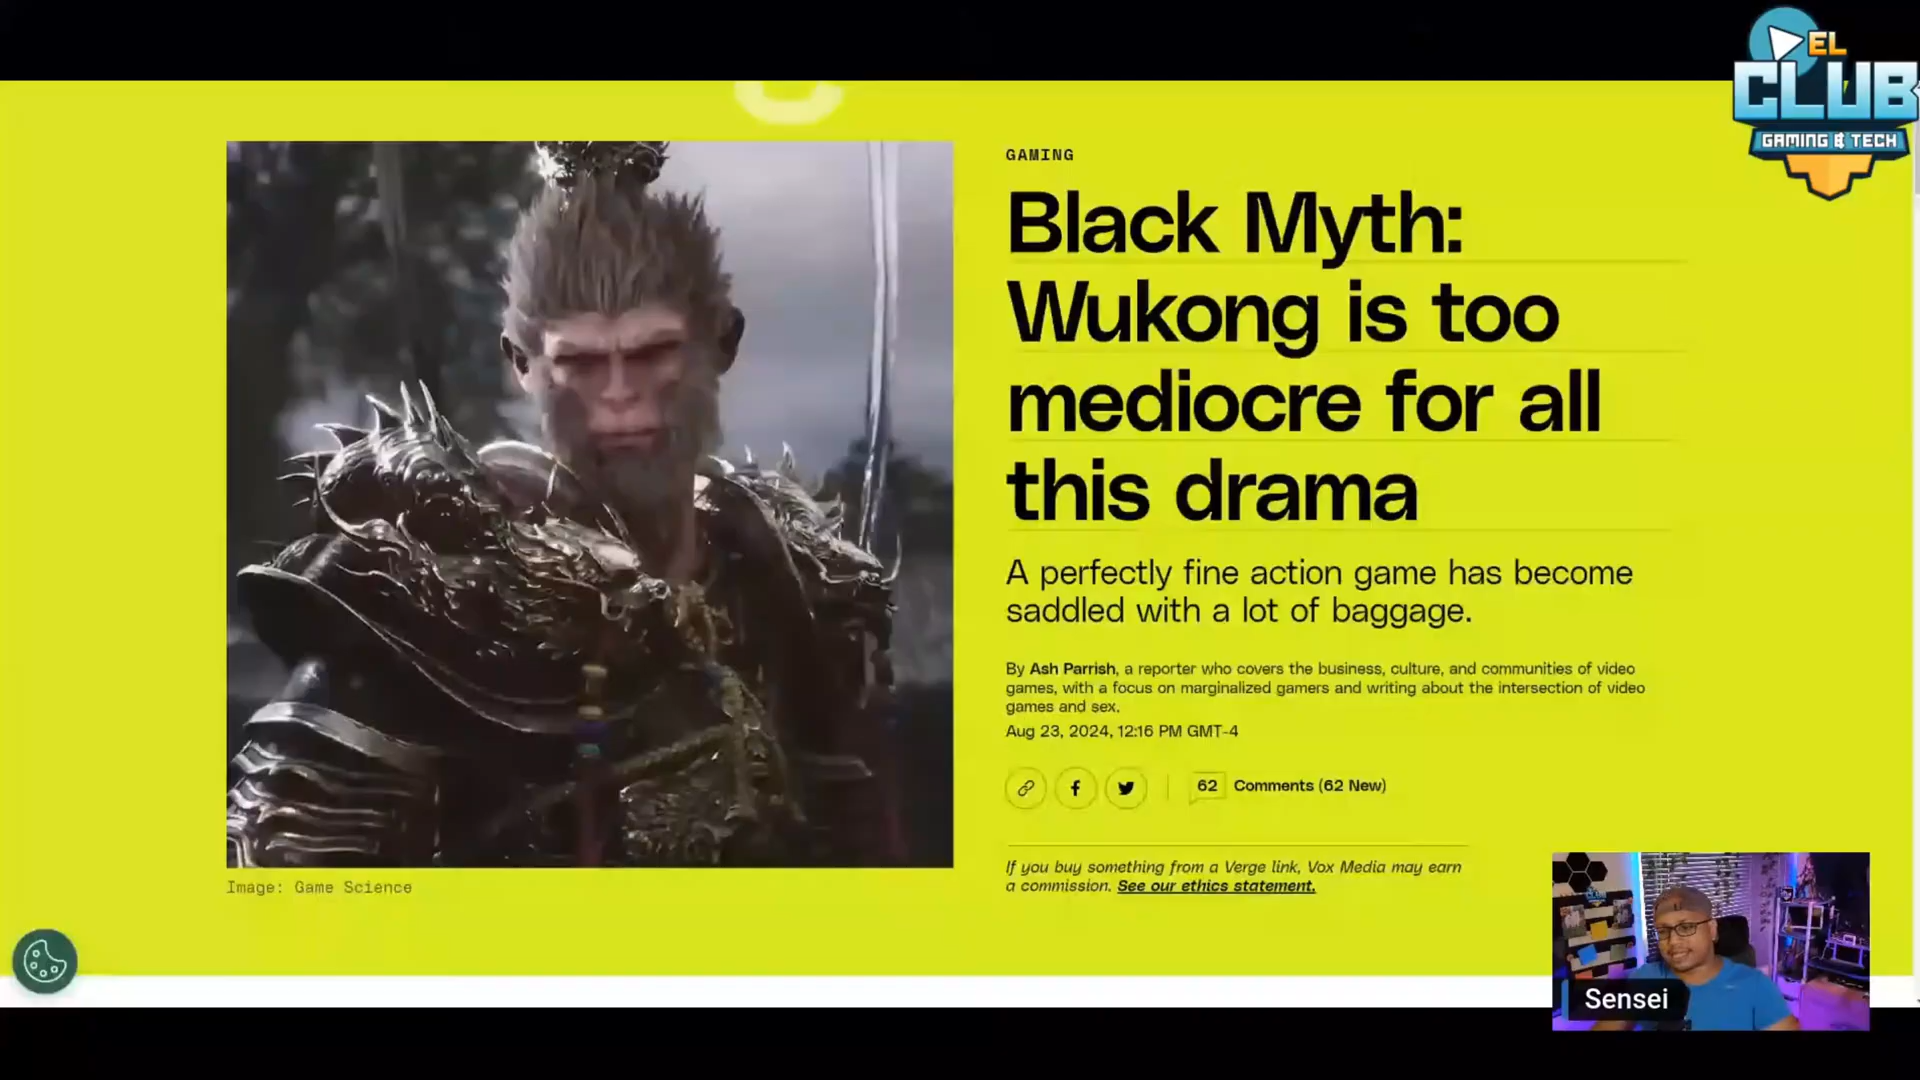 EL
CLUB
GAMING & TECH
GAMING
Black Myth:
Wukong is too
mediocre for all
this drama
A perfectly fine action game has become
saddled with a lot of baggage.
By Ash Parrish, a reporter who covers the business, culture, and communities of video
games, with a focus on marginalized gamers and writing about the intersection of video
games and sex.
Aug 23, 2024, 12:16 PM GMT-4
62 Comments (62 New)
If you buy something from a Verge link, Vox Media may earn
a commission. See our ethics statement.
Image: Game Science
Sensei